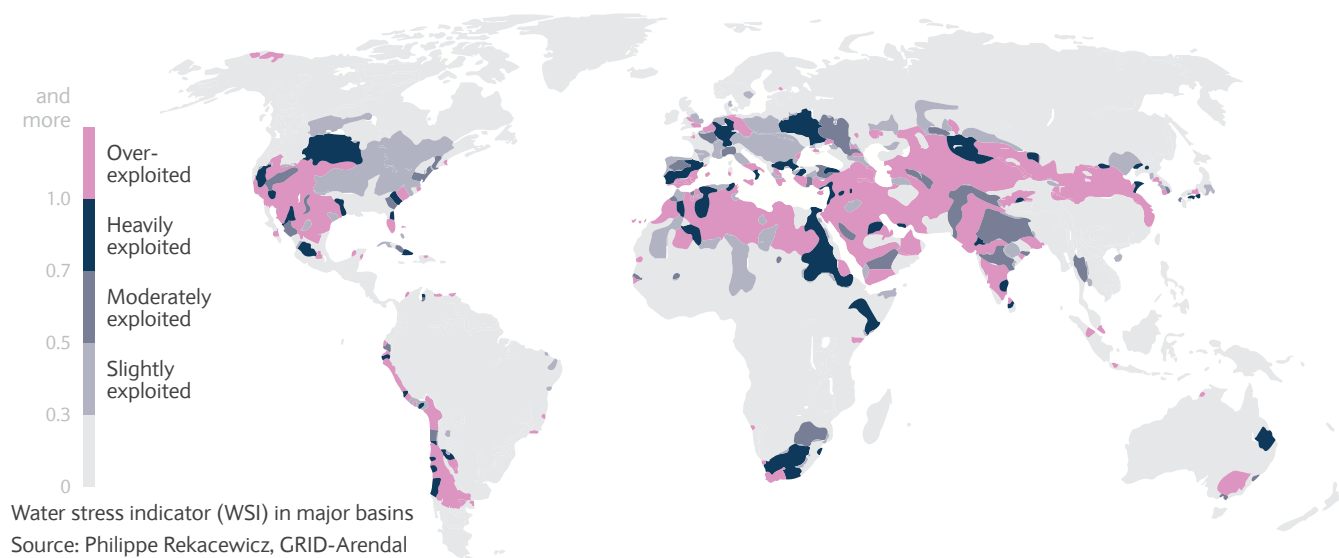 and
more
Over-
exploited
1.0
Heavily
exploited
0.7
Moderately
exploited
0.5
Slightly
exploited
0.3
0
Water stress indicator (WSI) in major basins
Source: Philippe Rekacewicz, GRID-Arendal